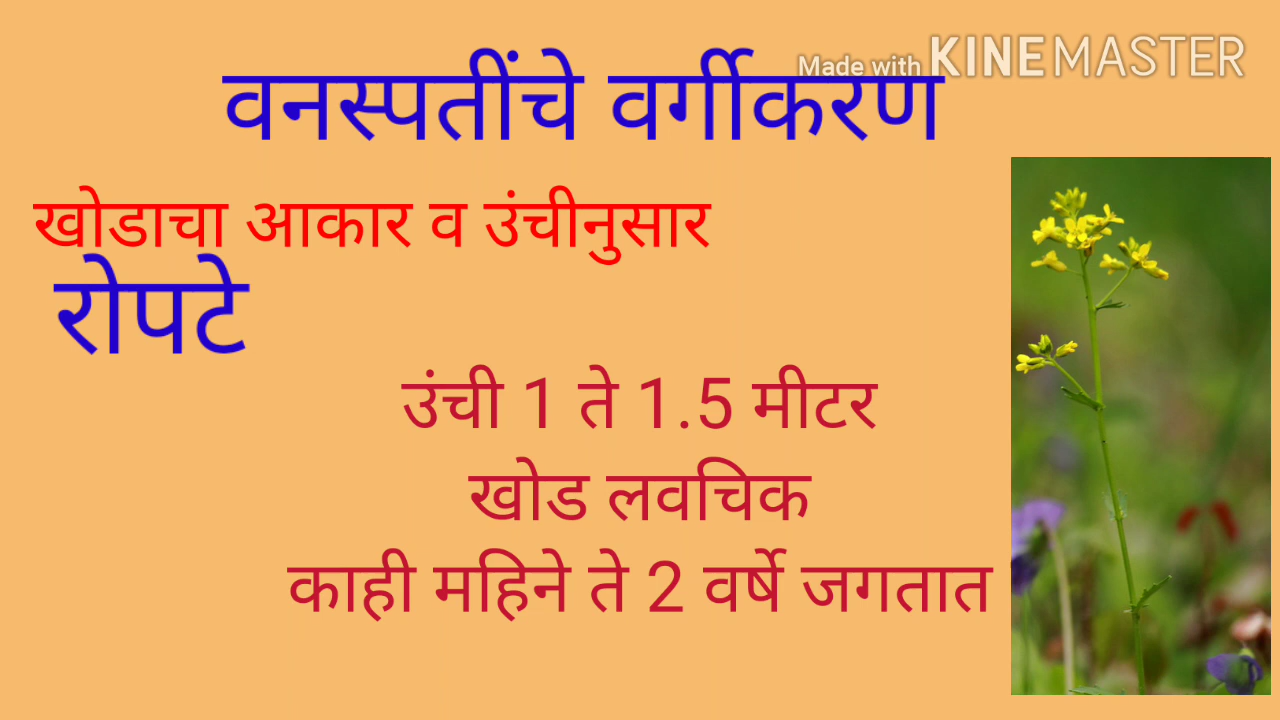 Made with KINEMASTER
वनस्पतींचे वर्गीकरण
खोडाचा आकार व उंचीनुसार
रोपटे
उंची 1 ते 1.5 मीटर
खोड लवचिक
काही महिने ते 2 वर्षे जगतात